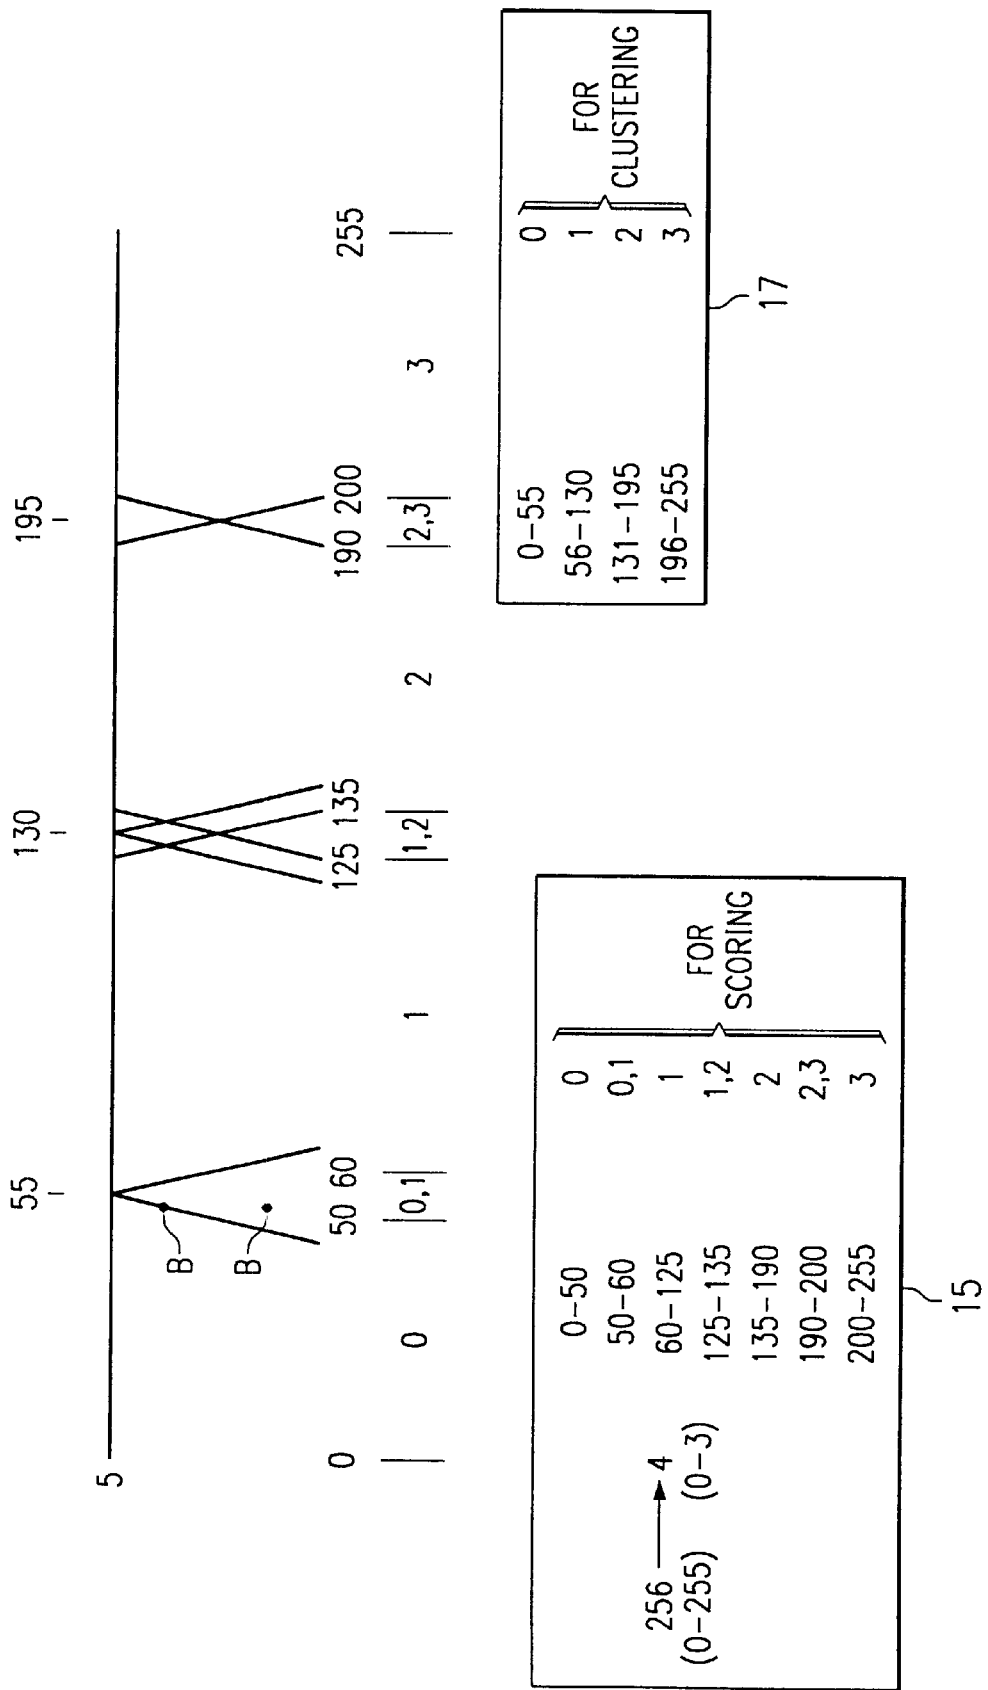 55 130 195
5
B
B
0 50 60 125 135 190 200 255
0 0,1 1 1,2 2 2,3 3
256 → 4
(0-255) (0-3)
0-50 0
50-60 0,1
60-125 1
125-135 1,2
135-190 2
190-200 2,3
200-255 3
FOR
SCORING
15
0-55 0
56-130 1
131-195 2
196-255 3
FOR
CLUSTERING
17